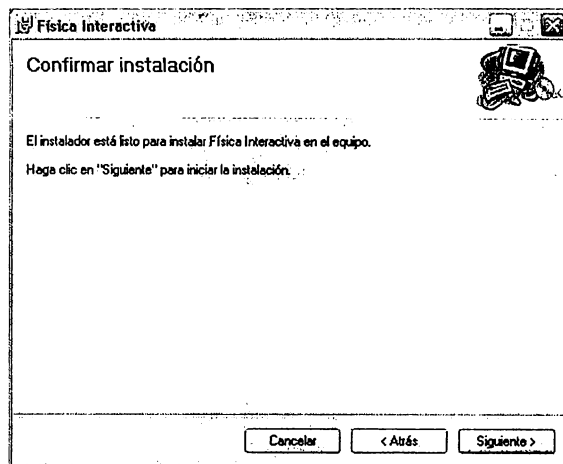 Física Interactiva
Confirmar instalación
El instalador está listo para instalar Física Interactiva en el equipo.
Haga clic en "Siguiente" para iniciar la instalación.
Cancelar
< Atrás
Siguiente >